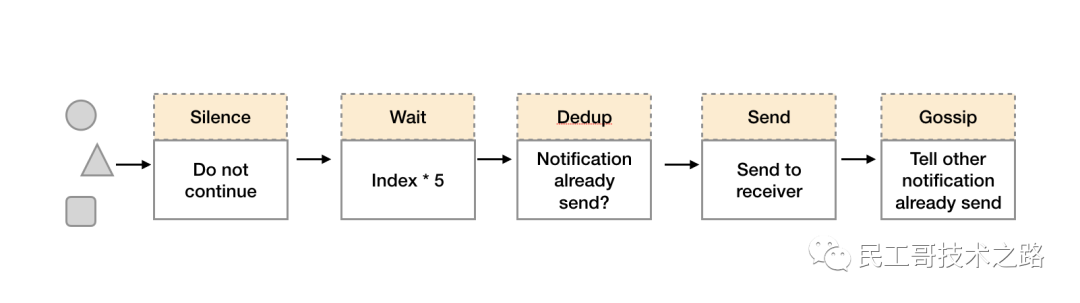 Silence
Do not
continue
Wait
Index * 5
Dedup
Notification
already
send?
Send
Send to
receiver
Gossip
Tell other
notification
already send
民工哥技术之路